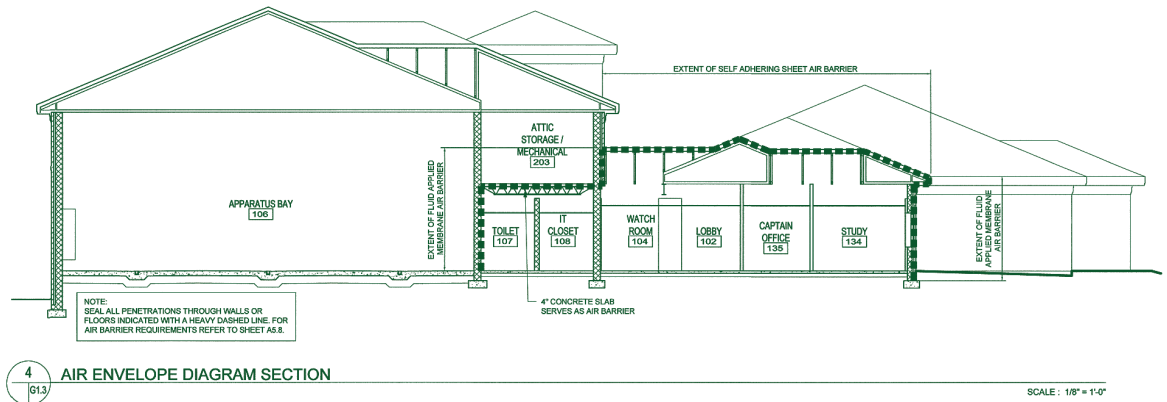 EXTENT OF SELF ADHERING SHEET AIR BARRIER
ATTIC
STORAGE /
MECHANICAL
203
EXTENT OF FLUID APPLIED
MEMBRANE AIR BARRIER
APPARATUS BAY
106
TOILET
107
IT
CLOSET
108
WATCH
ROOM
104
LOBBY
102
CAPTAIN
OFFICE
135
STUDY
134
EXTENT OF FLUID
APPLIED MEMBRANE
AIR BARRIER
NOTE:
SEAL ALL PENETRATIONS THROUGH WALLS OR
FLOORS INDICATED WITH A HEAVY DASHED LINE. FOR
AIR BARRIER REQUIREMENTS REFER TO SHEET A5.8.
4" CONCRETE SLAB
SERVES AS AIR BARRIER
4
G1.3
AIR ENVELOPE DIAGRAM SECTION
SCALE : 1/8" = 1'-0"